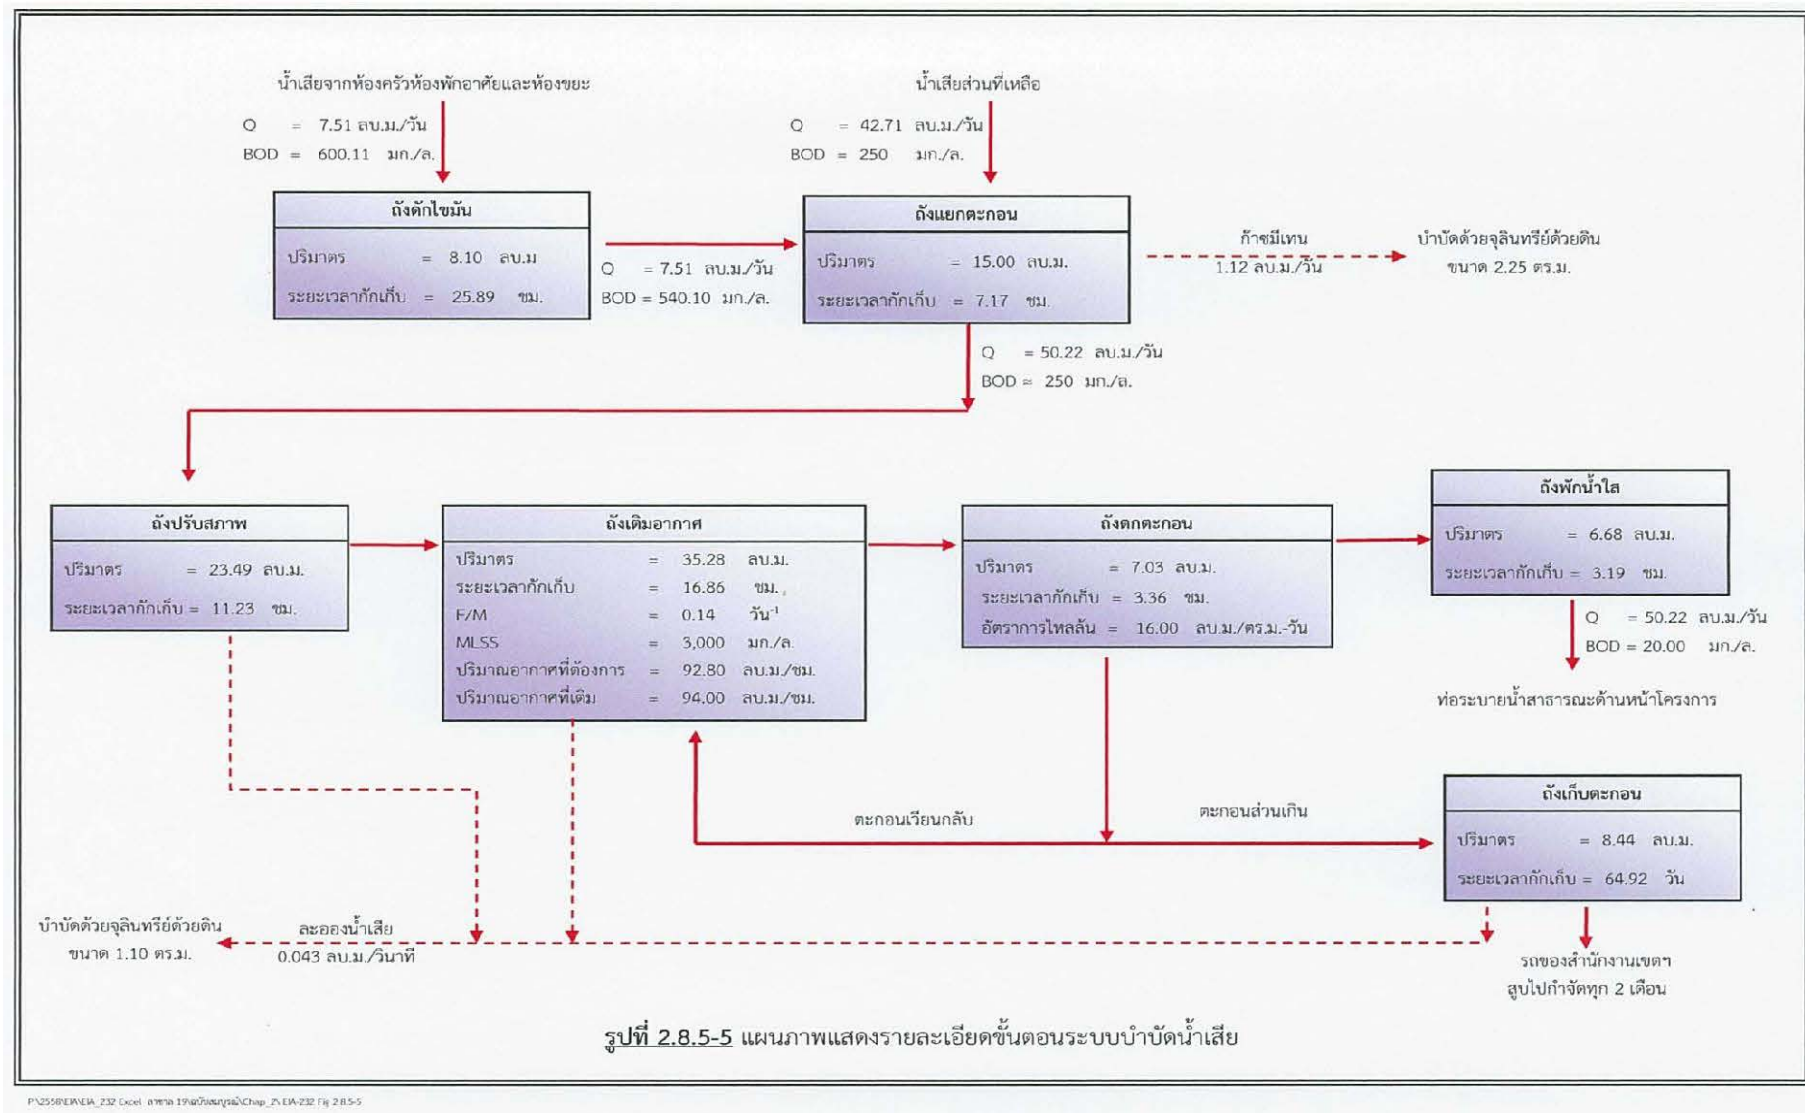 น้ำเสียจากห้องครัวห้องพักอาศัยและห้องขยะ
Q = 7.51 ลบ.ม./วัน
BOD = 600.11 มก./ล.
น้ำเสียส่วนที่เหลือ
Q = 42.71 ลบ.ม./วัน
BOD = 250 มก./ล.
ถังดักไขมัน
ปริมาตร = 8.10 ลบ.ม
ระยะเวลากักเก็บ = 25.89 ชม.
Q = 7.51 ลบ.ม./วัน
BOD = 540.10 มก./ล.
ถังแยกตะกอน
ปริมาตร = 15.00 ลบ.ม.
ระยะเวลากักเก็บ = 7.17 ชม.
ก๊าซมีเทน
1.12 ลบ.ม./วัน
บำบัดด้วยจุลินทรีย์ด้วยดิน
ขนาด 2.25 ตร.ม.
Q = 50.22 ลบ.ม./วัน
BOD ≈ 250 มก./ล.
ถังปรับสภาพ
ปริมาตร = 23.49 ลบ.ม.
ระยะเวลากักเก็บ = 11.23 ชม.
ถังเติมอากาศ
ปริมาตร = 35.28 ลบ.ม.
ระยะเวลากักเก็บ = 16.86 ชม.
F/M = 0.14 วัน⁻¹
MLSS = 3,000 มก./ล.
ปริมาณอากาศที่ต้องการ = 92.80 ลบ.ม./ชม.
ปริมาณอากาศที่เติม = 94.00 ลบ.ม./ชม.
ถังตกตะกอน
ปริมาตร = 7.03 ลบ.ม.
ระยะเวลากักเก็บ = 3.36 ชม.
อัตราการไหลล้น = 16.00 ลบ.ม./ตร.ม.-วัน
ถังพักน้ำใส
ปริมาตร = 6.68 ลบ.ม.
ระยะเวลากักเก็บ = 3.19 ชม.
Q = 50.22 ลบ.ม./วัน
BOD = 20.00 มก./ล.
ท่อระบายน้ำสาธารณะด้านหน้าโครงการ
ตะกอนเวียนกลับ
ตะกอนส่วนเกิน
ถังเก็บตะกอน
ปริมาตร = 8.44 ลบ.ม.
ระยะเวลากักเก็บ = 64.92 วัน
บำบัดด้วยจุลินทรีย์ด้วยดิน
ขนาด 1.10 ตร.ม.
ละอองน้ำเสีย
0.043 ลบ.ม./วินาที
รถของสำนักงานเขตฯ
สูบไปกำจัดทุก 2 เดือน
รูปที่ 2.8.5-5 แผนภาพแสดงรายละเอียดขั้นตอนระบบบำบัดน้ำเสีย